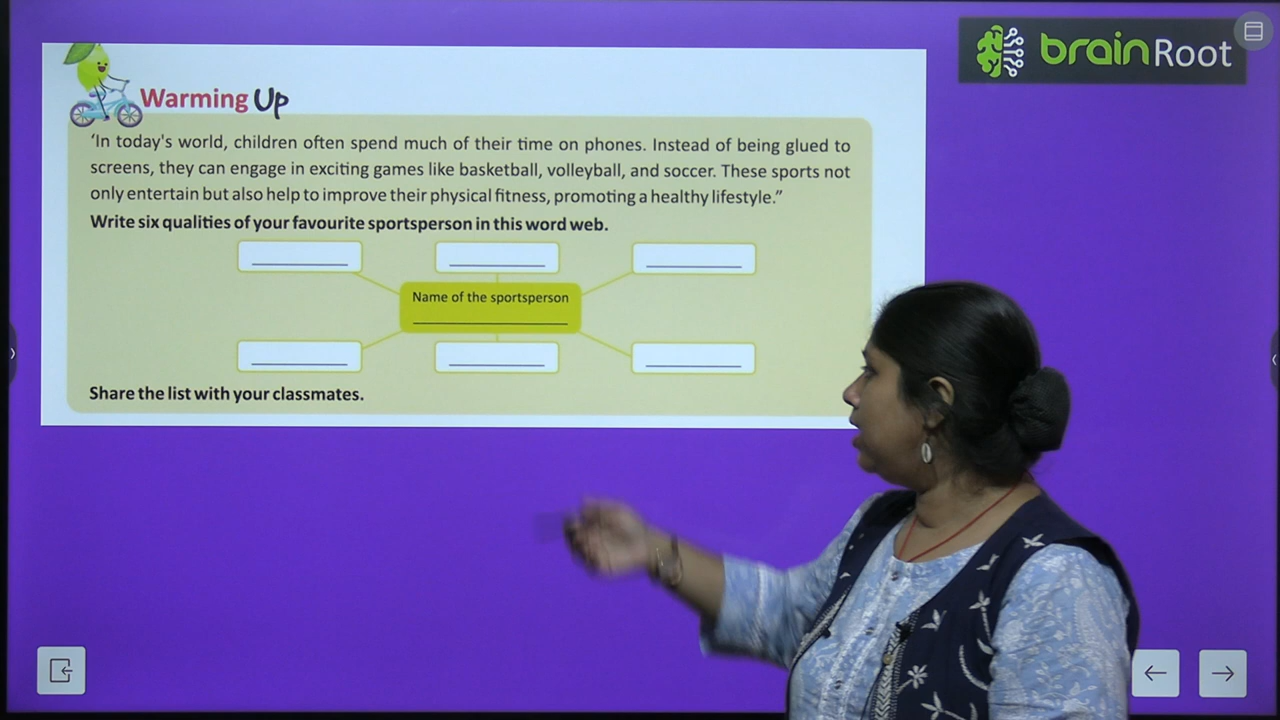 brainRoot
Warming Up
‘In today's world, children often spend much of their time on phones. Instead of being glued to
screens, they can engage in exciting games like basketball, volleyball, and soccer. These sports not
only entertain but also help to improve their physical fitness, promoting a healthy lifestyle.”
Write six qualities of your favourite sportsperson in this word web.
Name of the sportsperson
Share the list with your classmates.